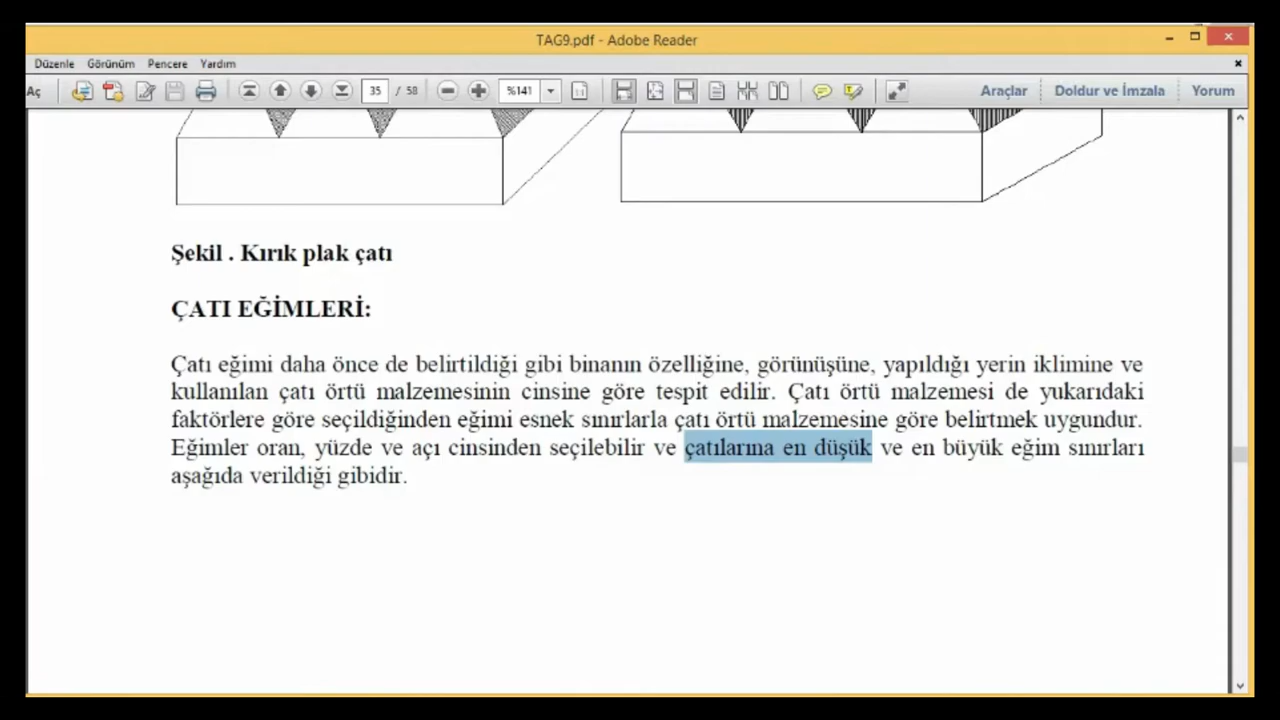 TAG9.pdf - Adobe Reader
Düzenle Görünüm Pencere Yardım
Aç 35 / 58 %141 Araçlar Doldur ve İmzala Yorum
Şekil . Kırık plak çatı
ÇATI EĞİMLERİ:
Çatı eğimi daha önce de belirtildiği gibi binanın özelliğine, görünüşüne, yapıldığı yerin iklimine ve
kullanılan çatı örtü malzemesinin cinsine göre tespit edilir. Çatı örtü malzemesi de yukarıdaki
faktörlere göre seçildiğinden eğimi esnek sınırlarla çatı örtü malzemesine göre belirtmek uygundur.
Eğimler oran, yüzde ve açı cinsinden seçilebilir ve çatılarına en düşük ve en büyük eğim sınırları
aşağıda verildiği gibidir.